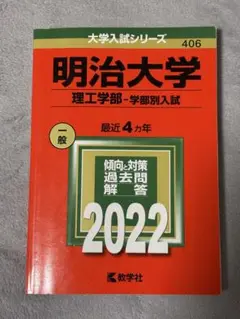 大学入試シリーズ
406
明治大学
理工学部-学部別入試
一般
最近4カ年
傾向と対策
過去問
解答
2022
教学社